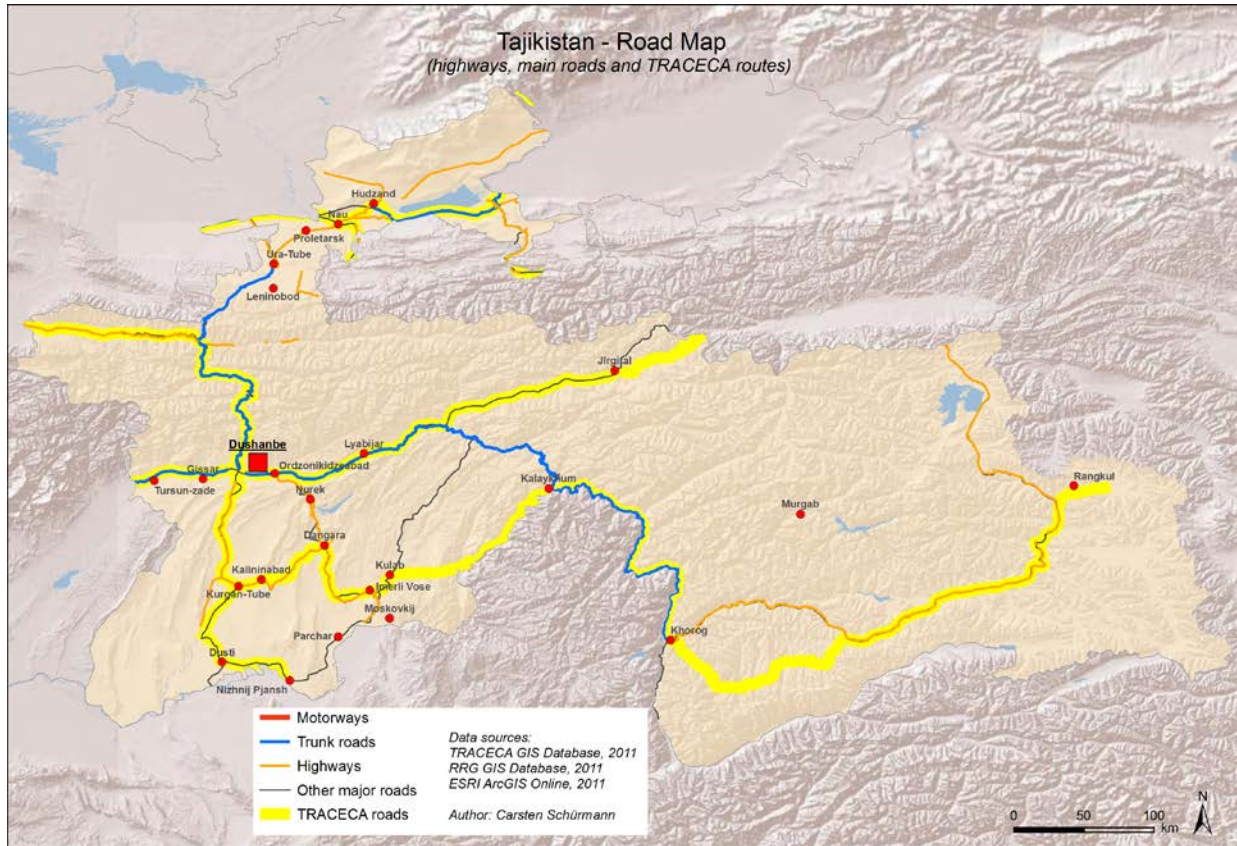 Tajikistan - Road Map
(highways, main roads and TRACECA routes)
Hudzand
Nau
Proletarsk
Ura-Tube
Leninobod
Jirgital
Dushanbe
Lyabijar
Gissar
Ordzonikidzeabad
Tursun-zade
Nurek
Kalaykhum
Rangkul
Murgab
Dangara
Kalininabad
Kulab
Kurgan-Tube
Imerli Vose
Moskovkij
Parchar
Khorog
Dusti
Nizhnij Pjansh
Motorways
Trunk roads
Highways
Other major roads
TRACECA roads
Data sources:
TRACECA GIS Database, 2011
RRG GIS Database, 2011
ESRI ArcGIS Online, 2011
Author: Carsten Schürmann
N
0 50 100
km